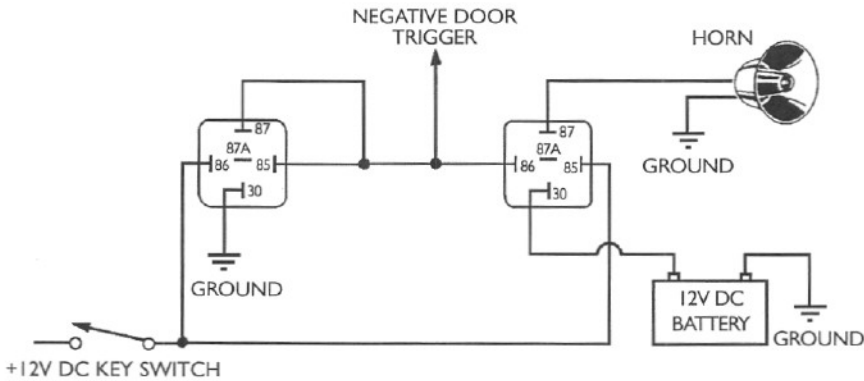 NEGATIVE DOOR
TRIGGER
HORN
87
87A
86
85
30
87
87A
86
85
30
GROUND
GROUND
12V DC
BATTERY
GROUND
+12V DC KEY SWITCH